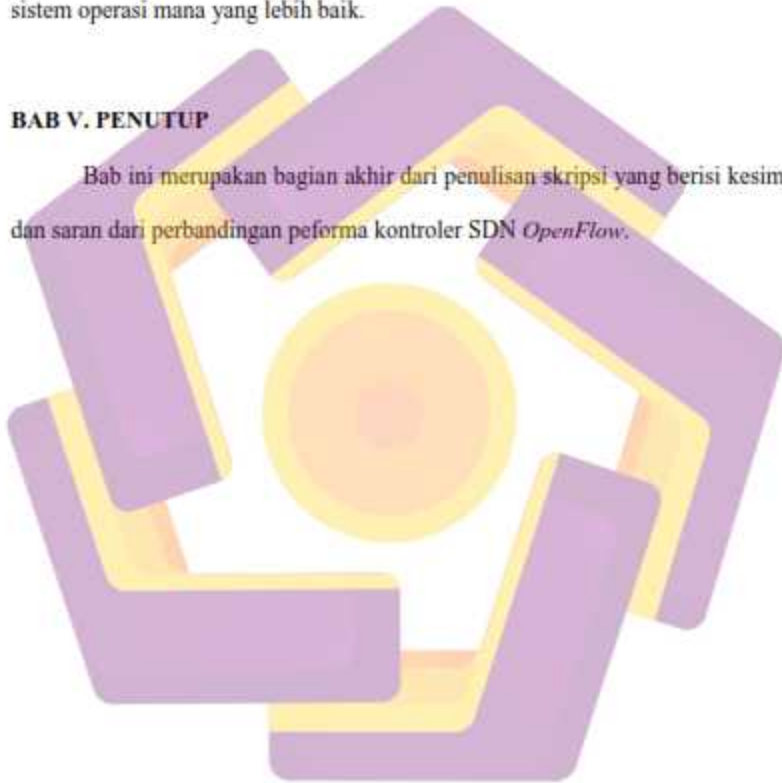 sistem operasi mana yang lebih baik.
BAB V. PENUTUP
Bab ini merupakan bagian akhir dari penulisan skripsi yang berisi kesim
dan saran dari perbandingan peforma kontroler SDN OpenFlow.